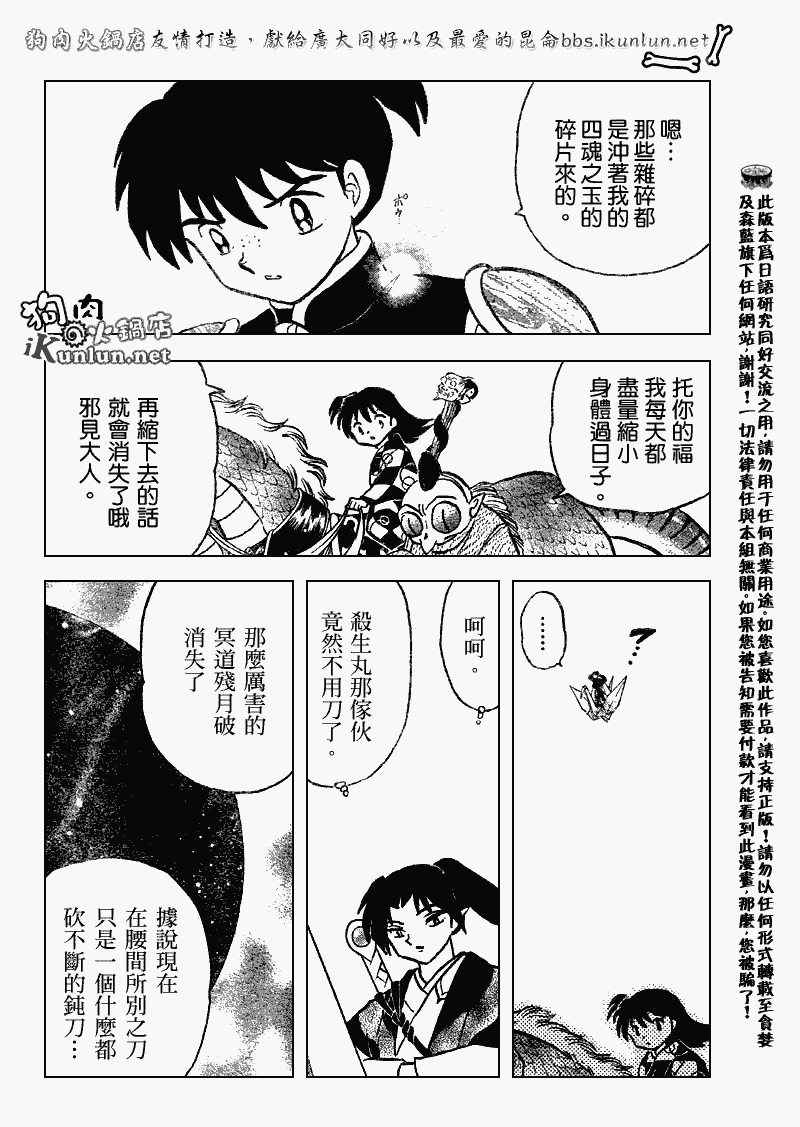 狗肉火鍋店友情打造，獻給廣大同好以及最愛的昆侖bbs.ikunlun.net
嗯…
那些雜碎都
是沖著我的
四魂之玉的
碎片來的。
ポゥ…
狗肉
火鍋店
iKunlun.net
托你的福
我每天都
盡量縮小
身體過日子。
再縮下去的話
就會消失了哦
邪見大人。
……
呵呵。
殺生丸那傢伙
竟然不用刀了。
那麼厲害的
冥道殘月破
消失了
據說現在
在腰間所別之刀
只是一個什麼都
砍不斷的鈍刀…
此版本爲日語研究同好交流之用，請勿用于任何商業用途。如您喜歡此作品，請支持正版！請勿以任何形式轉載至貪婪
及森藍旗下任何網站，謝謝！一切法律責任與本組無關。如果您被告知需要付款才能看到此漫畫，那麼，您被騙了！